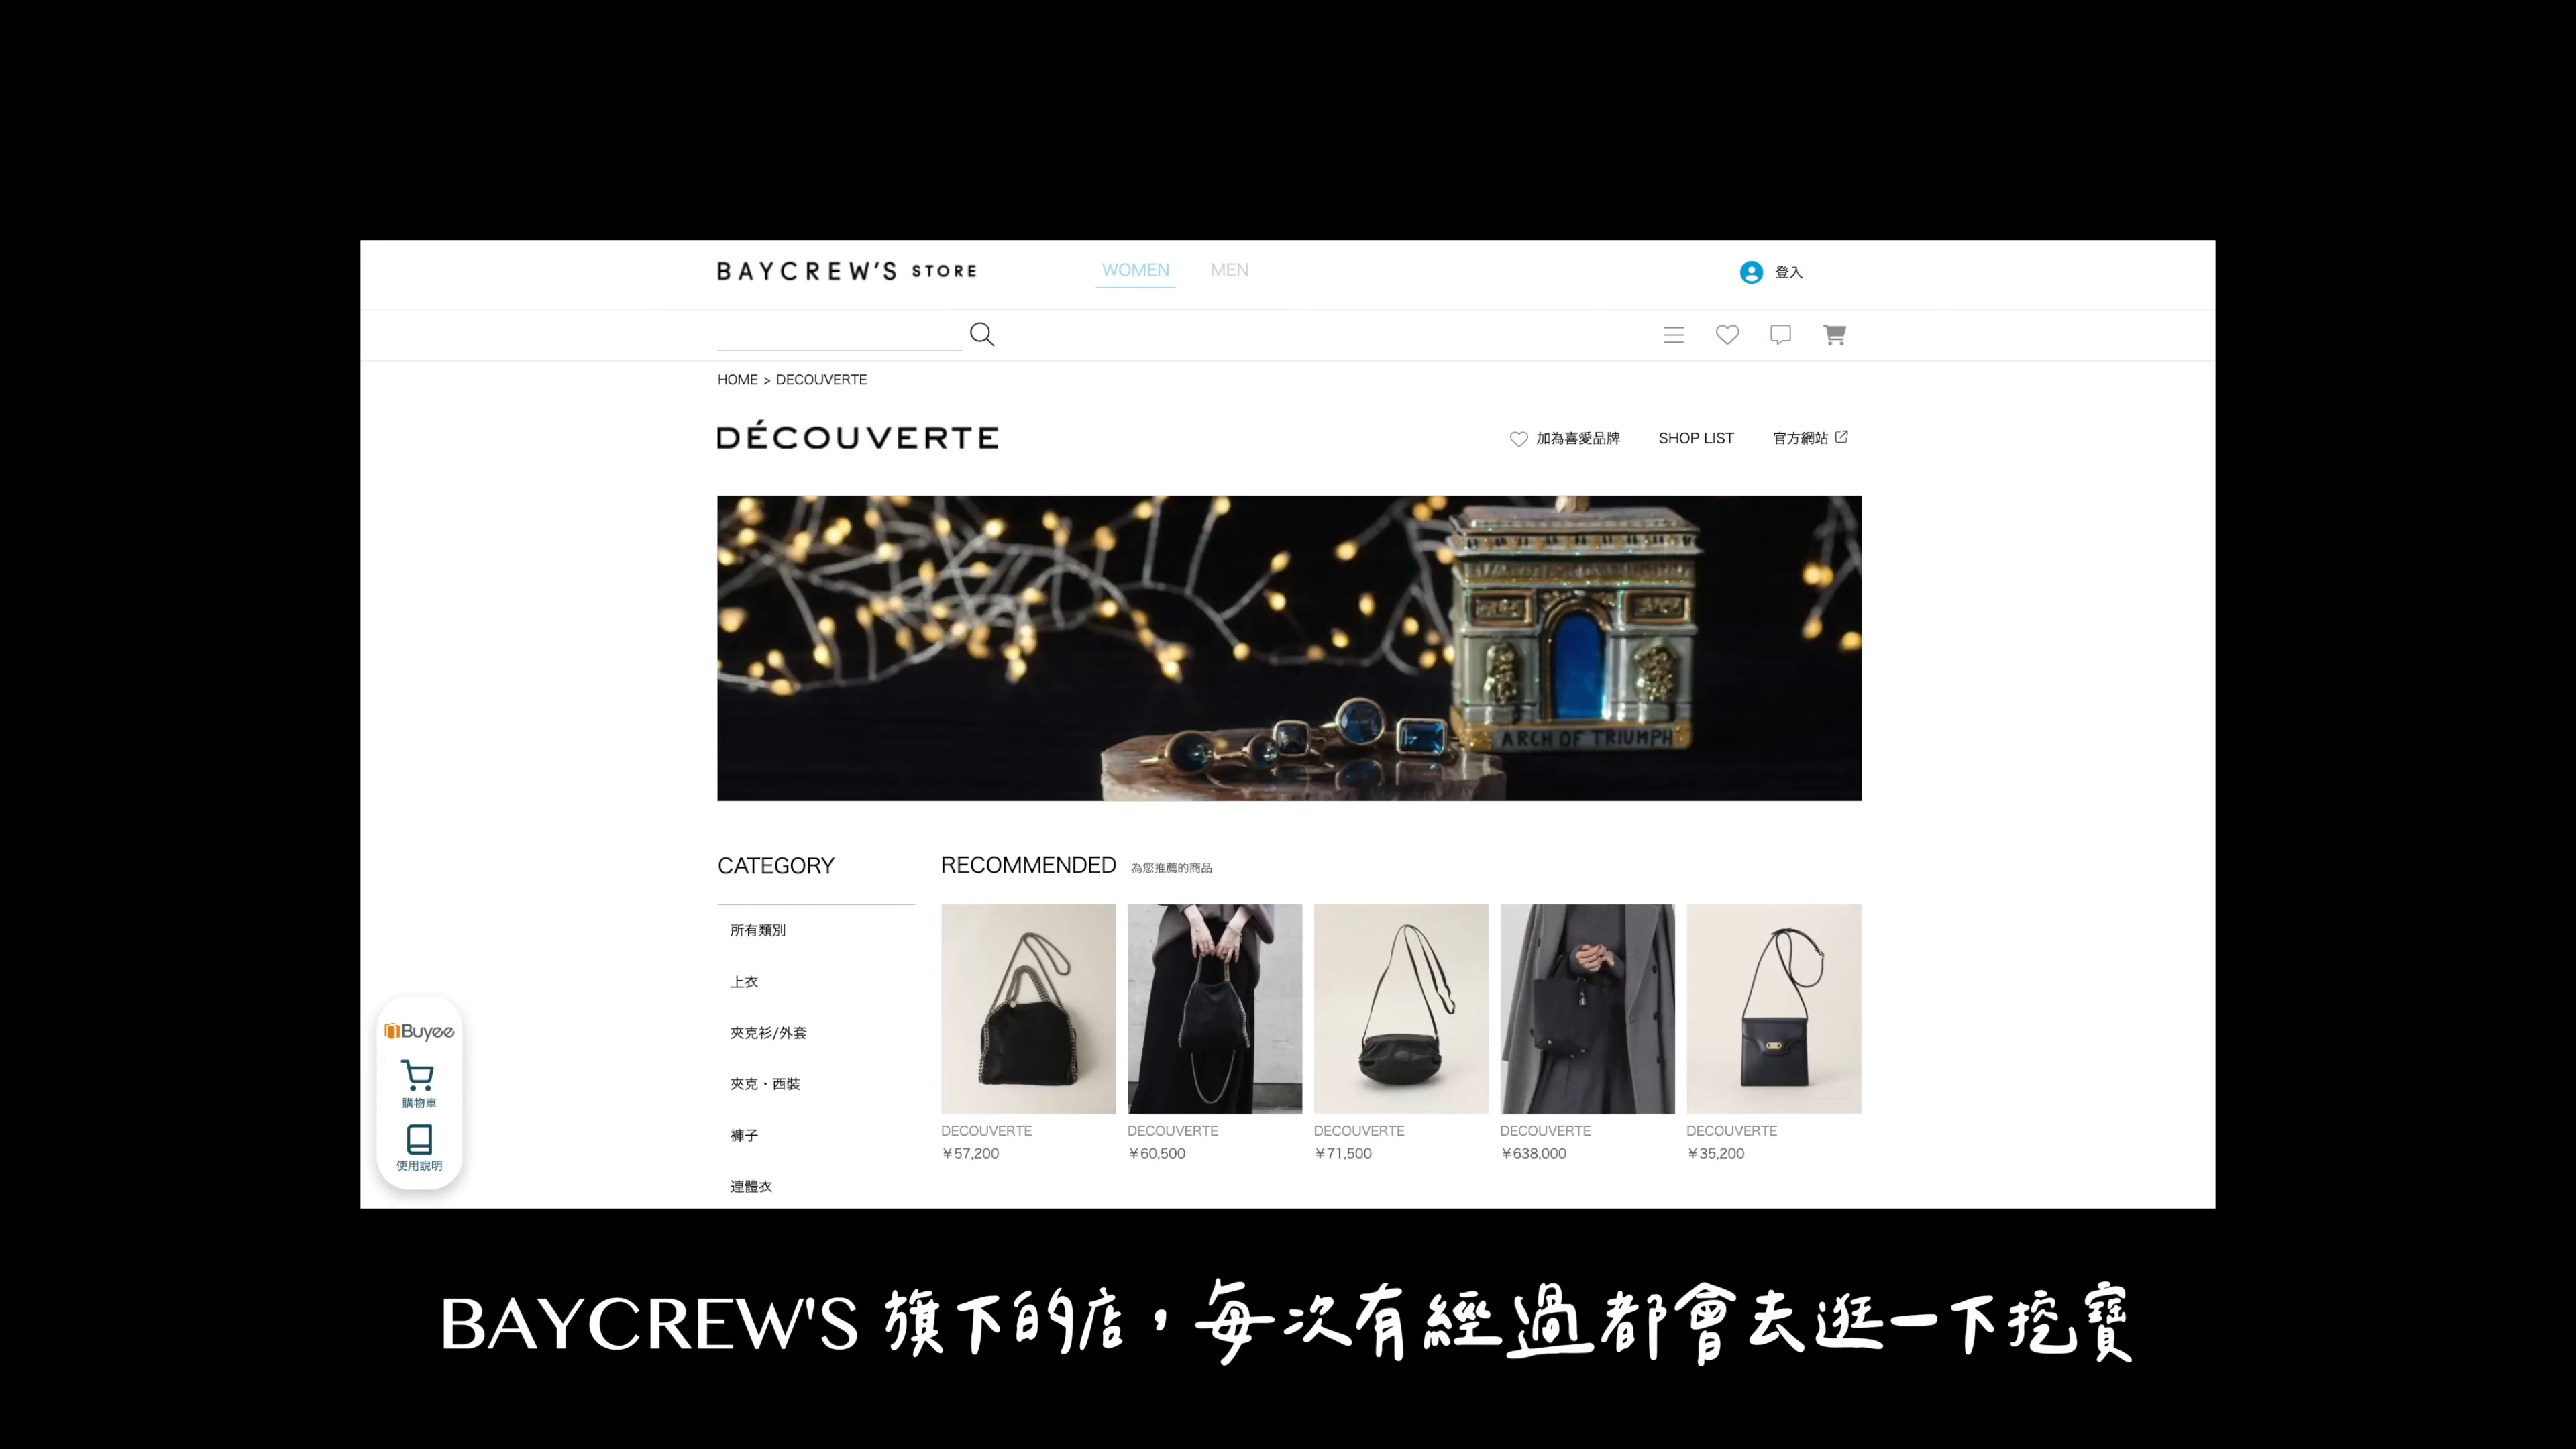 BAYCREW'S STORE
WOMEN
MEN
登入
HOME > DECOUVERTE
DÉCOUVERTE
加為喜愛品牌
SHOP LIST
官方網站
ARCH OF TRIUMPH
CATEGORY
所有類別
上衣
夾克衫/外套
夾克・西裝
褲子
連體衣
RECOMMENDED 為您推薦的商品
DECOUVERTE
¥57,200
DECOUVERTE
¥60,500
DECOUVERTE
¥71,500
DECOUVERTE
¥638,000
DECOUVERTE
¥35,200
Buyee
購物車
使用說明
BAYCREW'S 旗下的店，每次有經過都會去逛一下挖寶